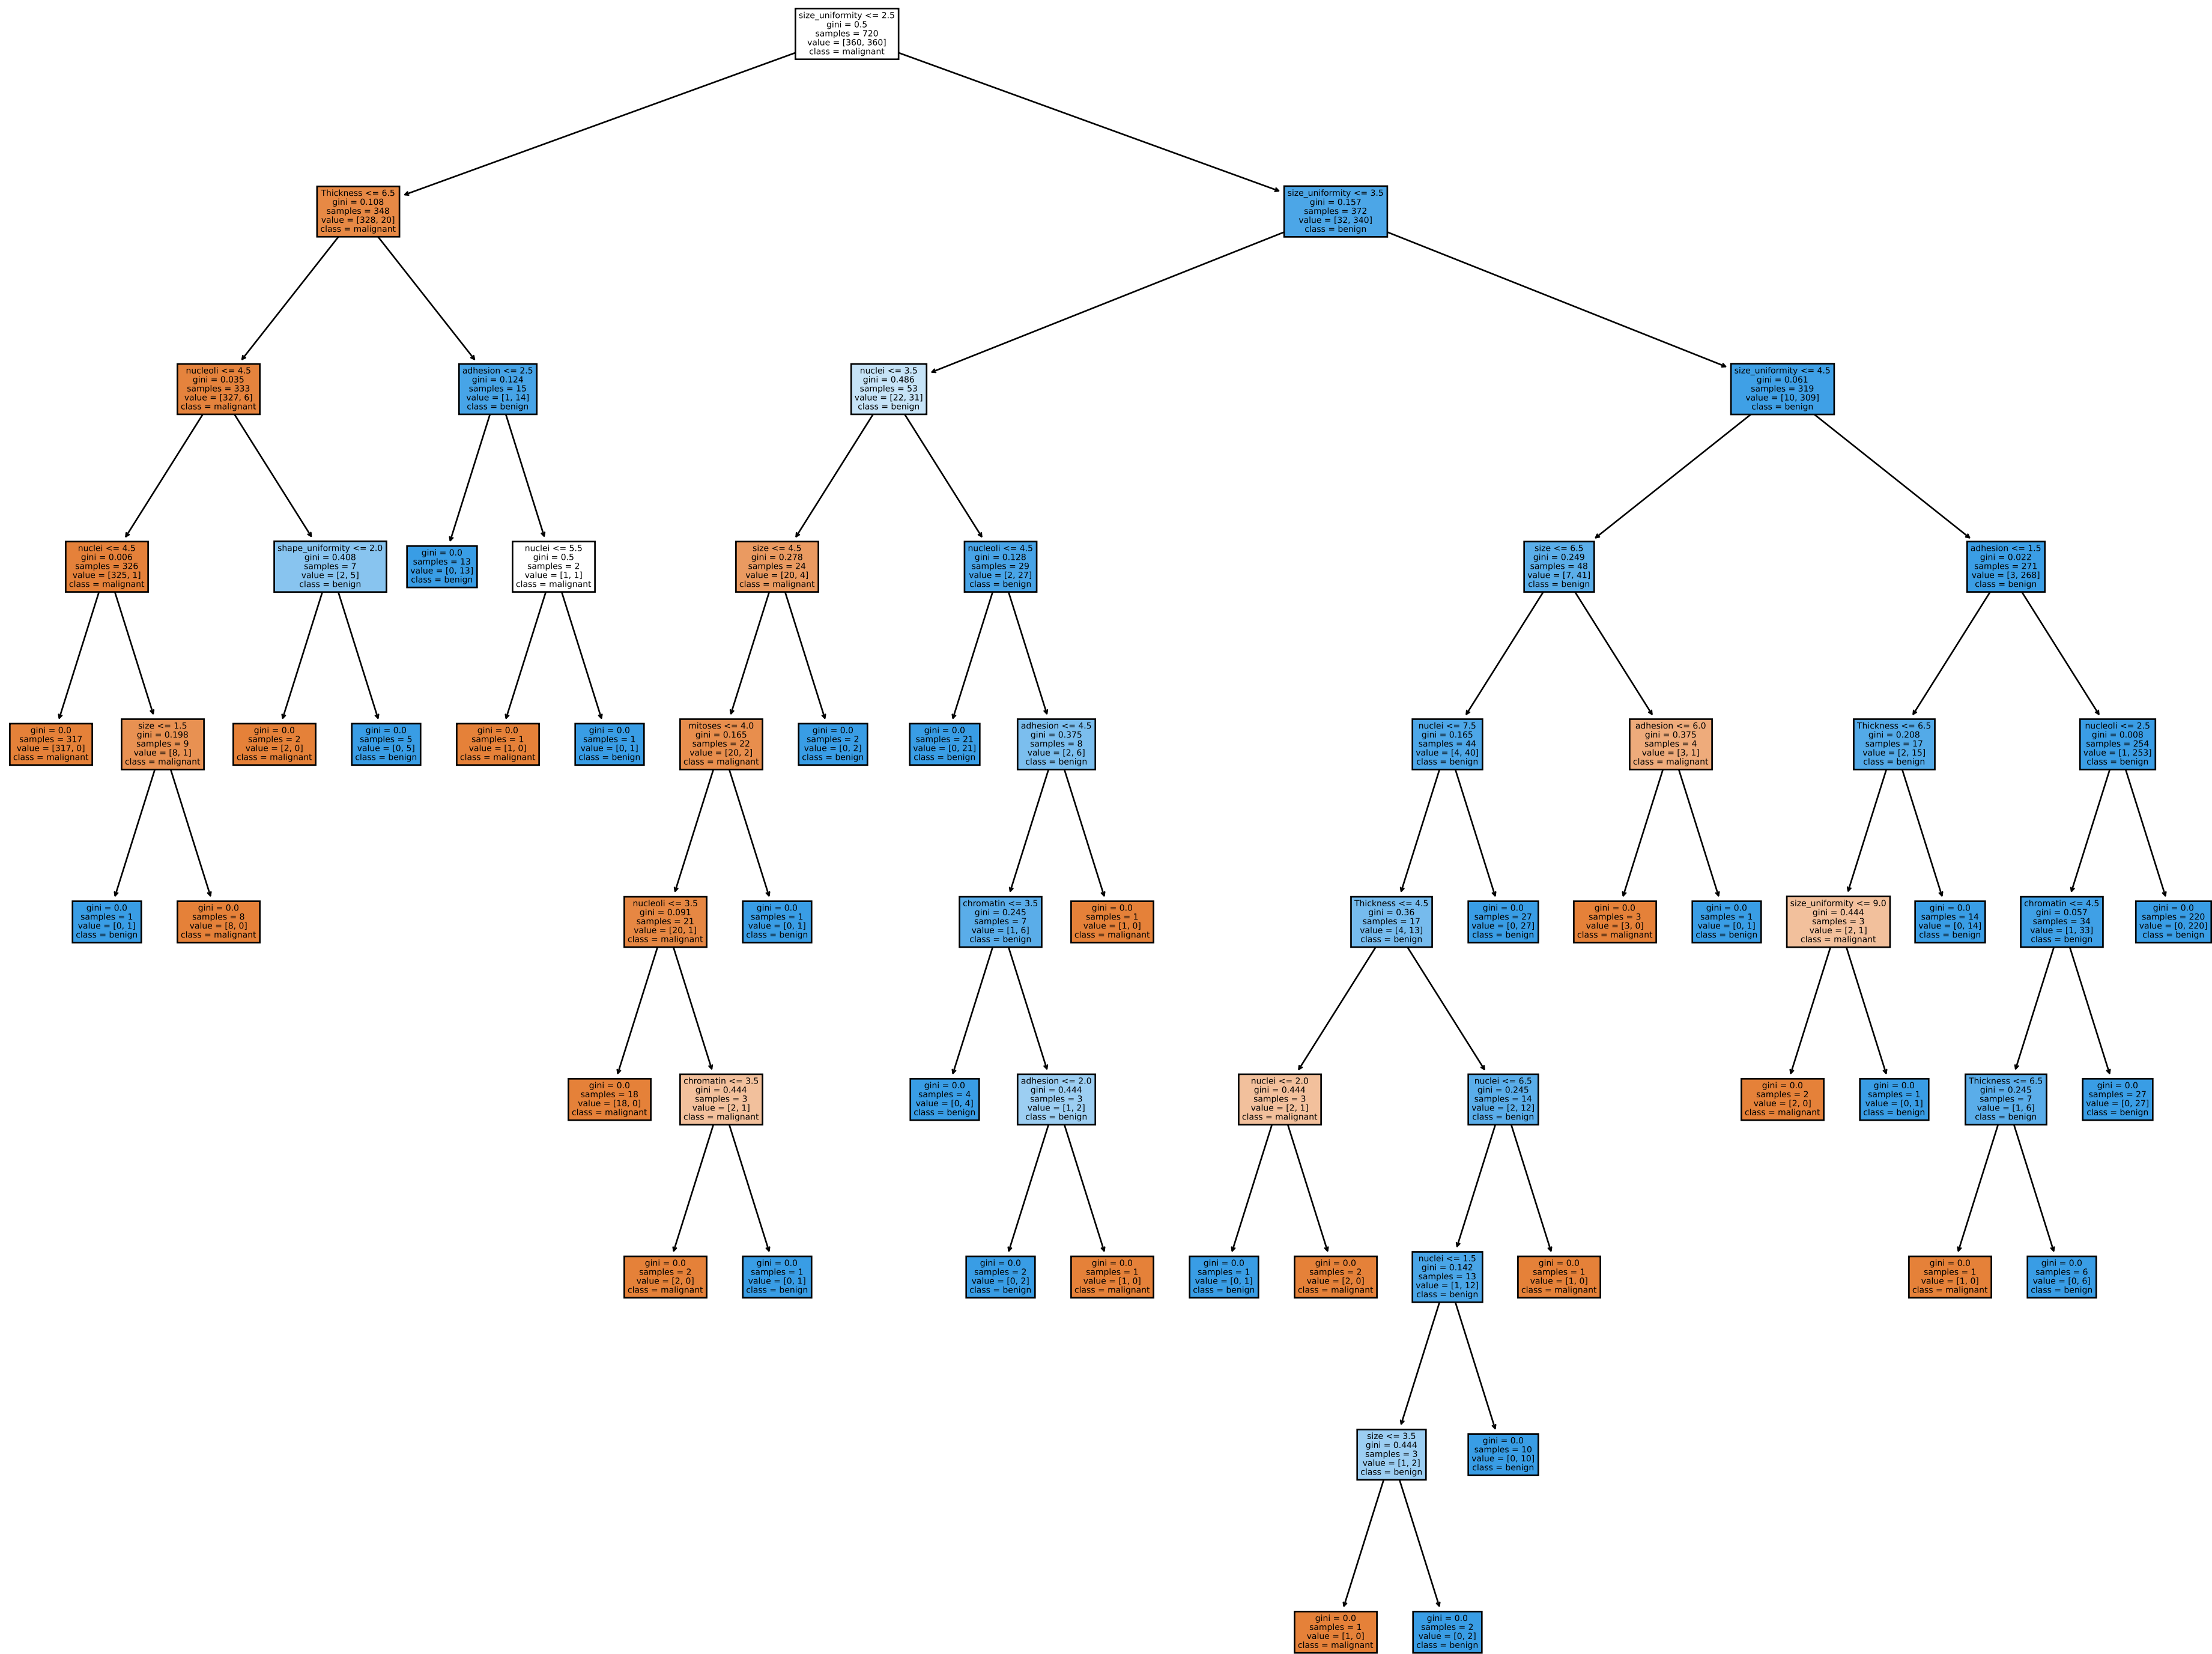 size_uniformity <= 2.5
gini = 0.5
samples = 720
value = [360, 360]
class = malignant
Thickness <= 6.5
gini = 0.108
samples = 348
value = [328, 20]
class = malignant
size_uniformity <= 3.5
gini = 0.157
samples = 372
value = [32, 340]
class = benign
nucleoli <= 4.5
gini = 0.035
samples = 333
value = [327, 6]
class = malignant
adhesion <= 2.5
gini = 0.124
samples = 15
value = [1, 14]
class = benign
nuclei <= 3.5
gini = 0.486
samples = 53
value = [22, 31]
class = benign
size_uniformity <= 4.5
gini = 0.061
samples = 319
value = [10, 309]
class = benign
nuclei <= 4.5
gini = 0.006
samples = 326
value = [325, 1]
class = malignant
shape_uniformity <= 2.0
gini = 0.408
samples = 7
value = [2, 5]
class = benign
gini = 0.0
samples = 13
value = [0, 13]
class = benign
nuclei <= 5.5
gini = 0.5
samples = 2
value = [1, 1]
class = malignant
size <= 4.5
gini = 0.278
samples = 24
value = [20, 4]
class = malignant
nucleoli <= 4.5
gini = 0.128
samples = 29
value = [2, 27]
class = benign
size <= 6.5
gini = 0.249
samples = 48
value = [7, 41]
class = benign
adhesion <= 1.5
gini = 0.022
samples = 271
value = [3, 268]
class = benign
gini = 0.0
samples = 317
value = [317, 0]
class = malignant
size <= 1.5
gini = 0.198
samples = 9
value = [8, 1]
class = malignant
gini = 0.0
samples = 2
value = [2, 0]
class = malignant
gini = 0.0
samples = 5
value = [0, 5]
class = benign
gini = 0.0
samples = 1
value = [1, 0]
class = malignant
gini = 0.0
samples = 1
value = [0, 1]
class = benign
mitoses <= 4.0
gini = 0.165
samples = 22
value = [20, 2]
class = malignant
gini = 0.0
samples = 2
value = [0, 2]
class = benign
gini = 0.0
samples = 21
value = [0, 21]
class = benign
adhesion <= 4.5
gini = 0.375
samples = 8
value = [2, 6]
class = benign
nuclei <= 7.5
gini = 0.165
samples = 44
value = [4, 40]
class = benign
adhesion <= 6.0
gini = 0.375
samples = 4
value = [3, 1]
class = malignant
Thickness <= 6.5
gini = 0.208
samples = 17
value = [2, 15]
class = benign
nucleoli <= 2.5
gini = 0.008
samples = 254
value = [1, 253]
class = benign
gini = 0.0
samples = 1
value = [0, 1]
class = benign
gini = 0.0
samples = 8
value = [8, 0]
class = malignant
nucleoli <= 3.5
gini = 0.091
samples = 21
value = [20, 1]
class = malignant
gini = 0.0
samples = 1
value = [0, 1]
class = benign
chromatin <= 3.5
gini = 0.245
samples = 7
value = [1, 6]
class = benign
gini = 0.0
samples = 1
value = [1, 0]
class = malignant
Thickness <= 4.5
gini = 0.36
samples = 17
value = [4, 13]
class = benign
gini = 0.0
samples = 27
value = [0, 27]
class = benign
gini = 0.0
samples = 3
value = [3, 0]
class = malignant
gini = 0.0
samples = 1
value = [0, 1]
class = benign
size_uniformity <= 9.0
gini = 0.444
samples = 3
value = [2, 1]
class = malignant
gini = 0.0
samples = 14
value = [0, 14]
class = benign
chromatin <= 4.5
gini = 0.057
samples = 34
value = [1, 33]
class = benign
gini = 0.0
samples = 220
value = [0, 220]
class = benign
gini = 0.0
samples = 18
value = [18, 0]
class = malignant
chromatin <= 3.5
gini = 0.444
samples = 3
value = [2, 1]
class = malignant
gini = 0.0
samples = 4
value = [0, 4]
class = benign
adhesion <= 2.0
gini = 0.444
samples = 3
value = [1, 2]
class = benign
nuclei <= 2.0
gini = 0.444
samples = 3
value = [2, 1]
class = malignant
nuclei <= 6.5
gini = 0.245
samples = 14
value = [2, 12]
class = benign
gini = 0.0
samples = 2
value = [2, 0]
class = malignant
gini = 0.0
samples = 1
value = [0, 1]
class = benign
Thickness <= 6.5
gini = 0.245
samples = 7
value = [1, 6]
class = benign
gini = 0.0
samples = 27
value = [0, 27]
class = benign
gini = 0.0
samples = 2
value = [2, 0]
class = malignant
gini = 0.0
samples = 1
value = [0, 1]
class = benign
gini = 0.0
samples = 2
value = [0, 2]
class = benign
gini = 0.0
samples = 1
value = [1, 0]
class = malignant
gini = 0.0
samples = 1
value = [0, 1]
class = benign
gini = 0.0
samples = 2
value = [2, 0]
class = malignant
nuclei <= 1.5
gini = 0.142
samples = 13
value = [1, 12]
class = benign
gini = 0.0
samples = 1
value = [1, 0]
class = malignant
gini = 0.0
samples = 1
value = [1, 0]
class = malignant
gini = 0.0
samples = 6
value = [0, 6]
class = benign
size <= 3.5
gini = 0.444
samples = 3
value = [1, 2]
class = benign
gini = 0.0
samples = 10
value = [0, 10]
class = benign
gini = 0.0
samples = 1
value = [1, 0]
class = malignant
gini = 0.0
samples = 2
value = [0, 2]
class = benign